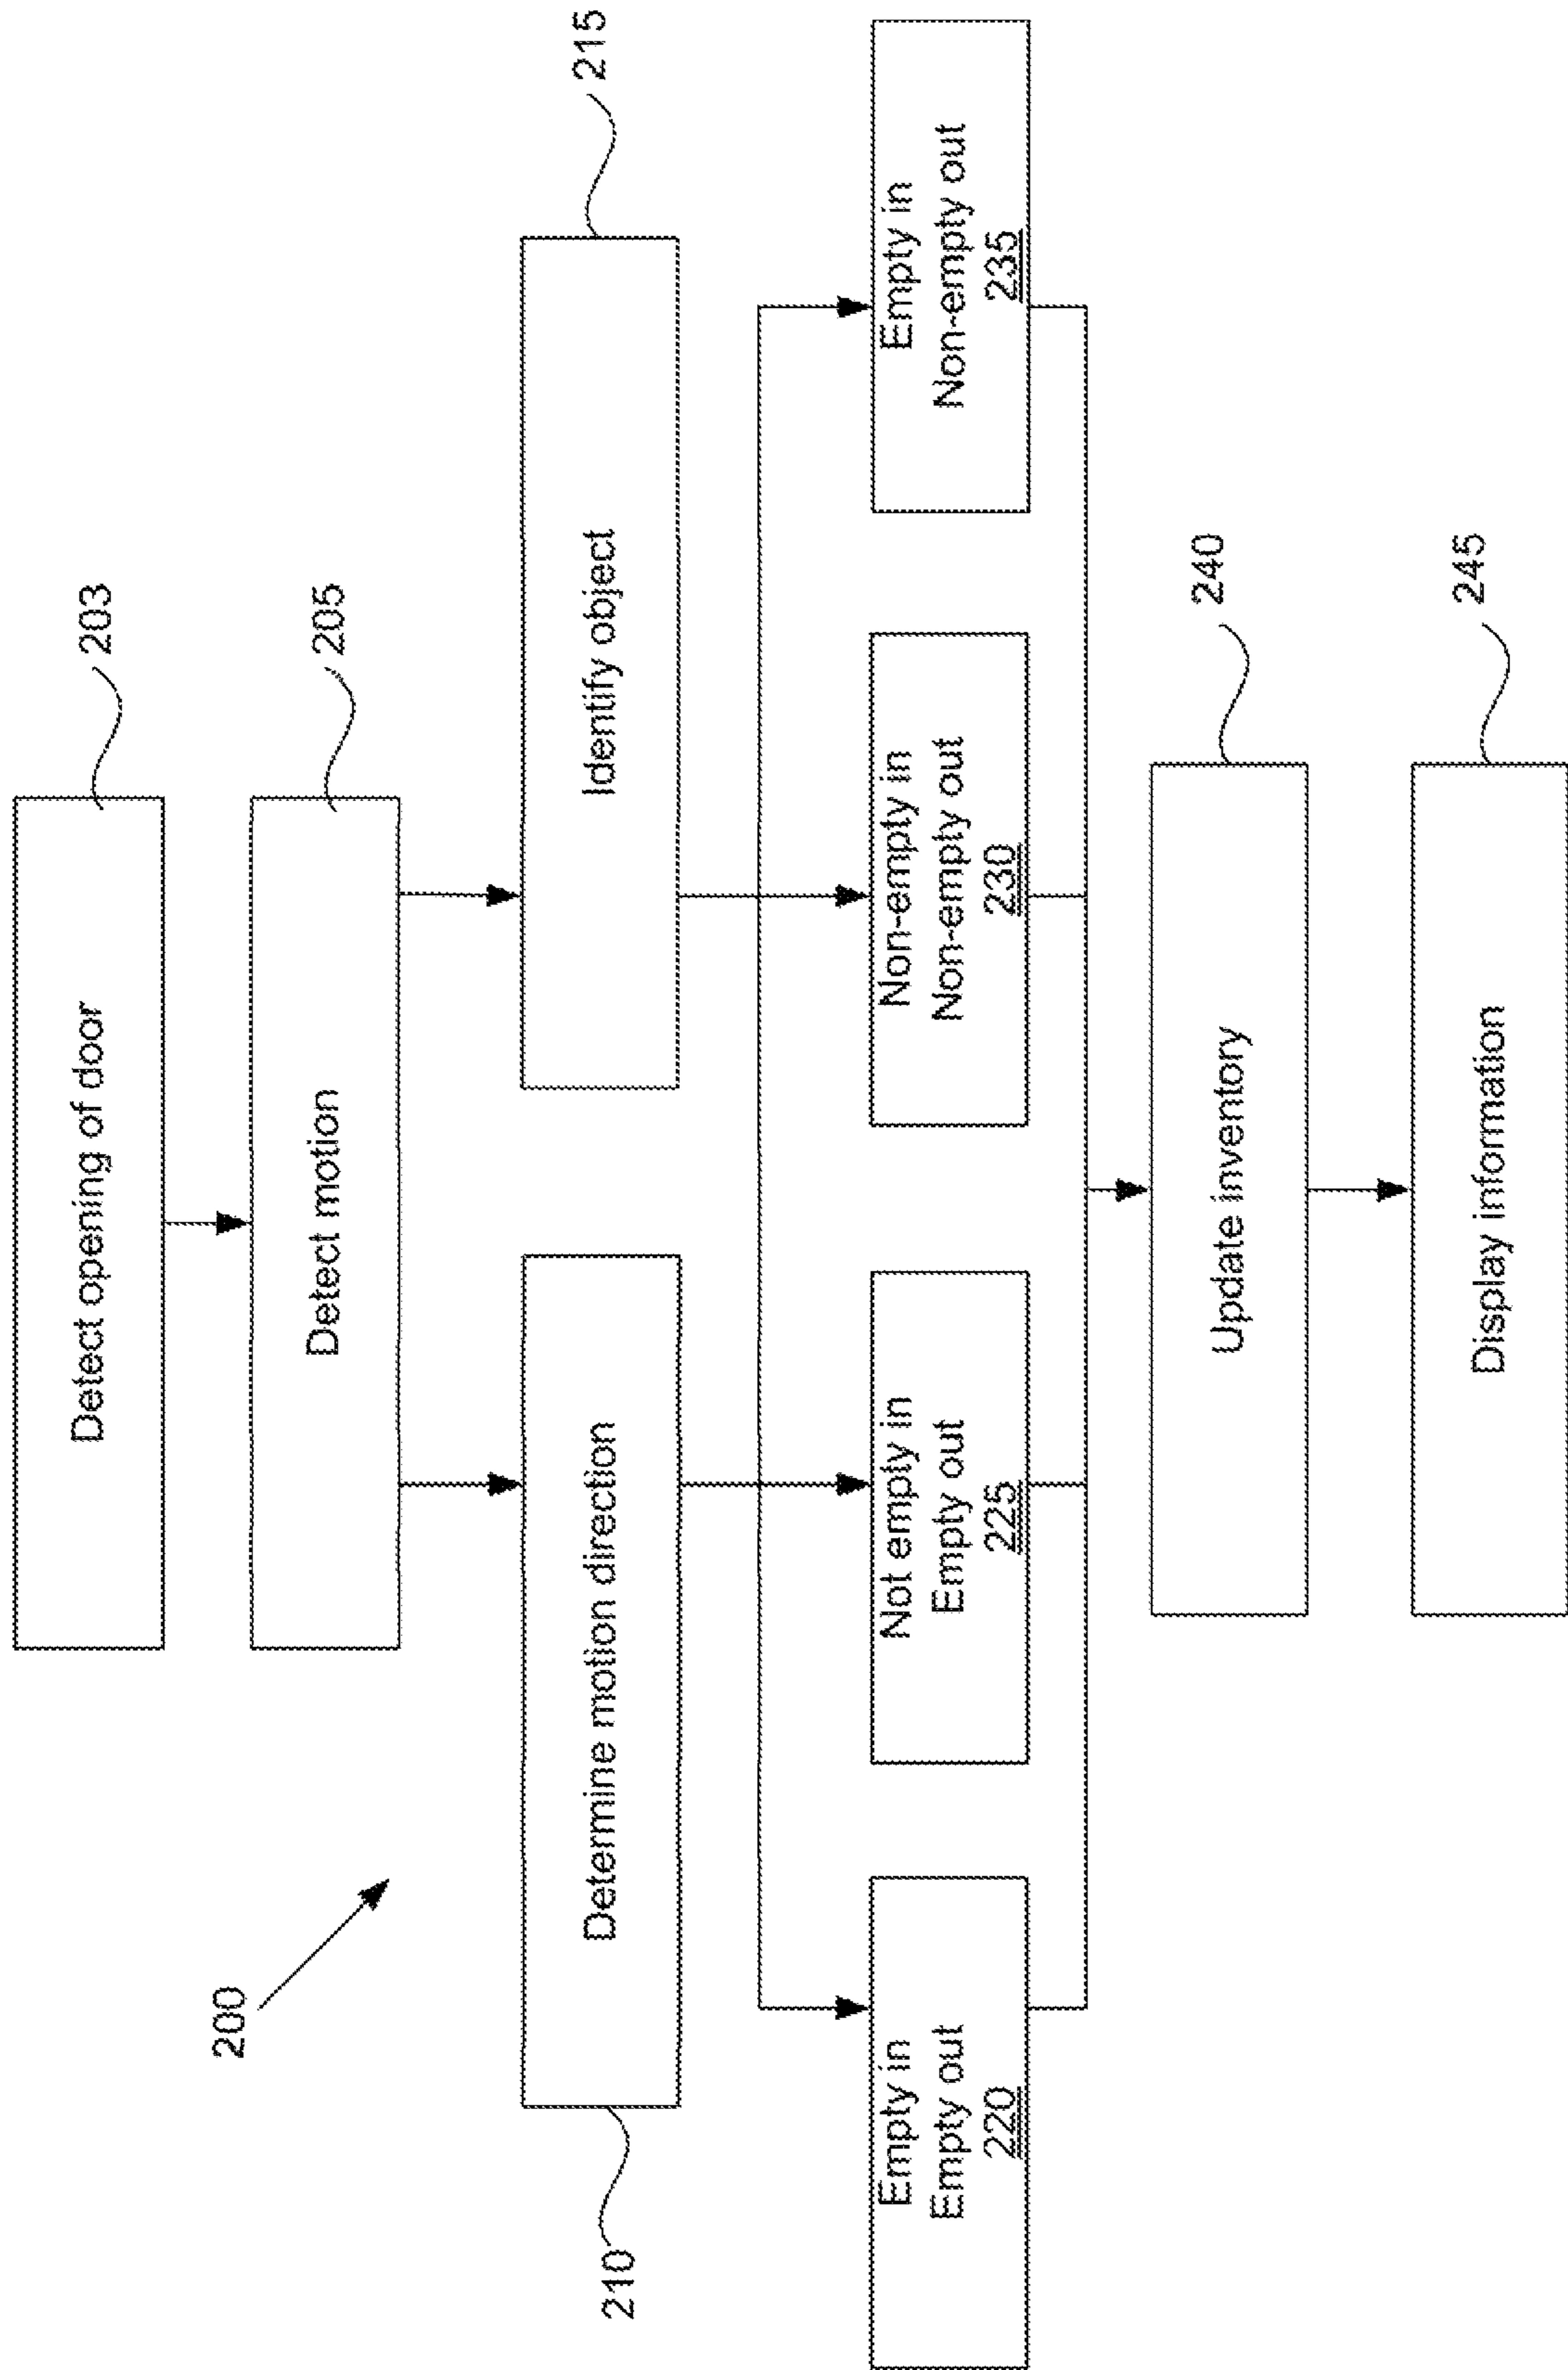 200
Detect opening of door
203
Detect motion
205
Determine motion direction
210
Identify object
215
Empty in
Empty out
220
Not empty in
Empty out
225
Non-empty in
Non-empty out
230
Empty in
Non-empty out
235
Update inventory
240
Display information
245